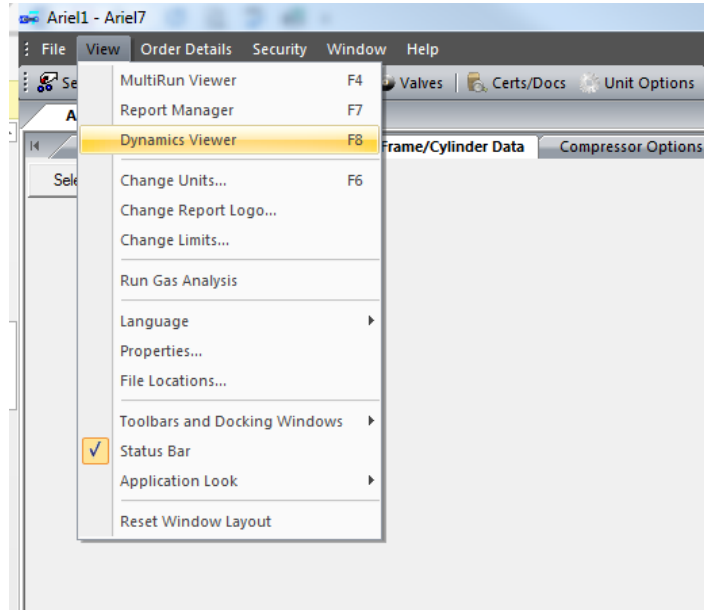 Ariel1 - Ariel7
File View Order Details Security Window Help
Se Valves Certs/Docs Unit Options
A
Frame/Cylinder Data Compressor Options
Sele
MultiRun Viewer F4
Report Manager F7
Dynamics Viewer F8
Change Units... F6
Change Report Logo...
Change Limits...
Run Gas Analysis
Language
Properties...
File Locations...
Toolbars and Docking Windows
Status Bar
Application Look
Reset Window Layout